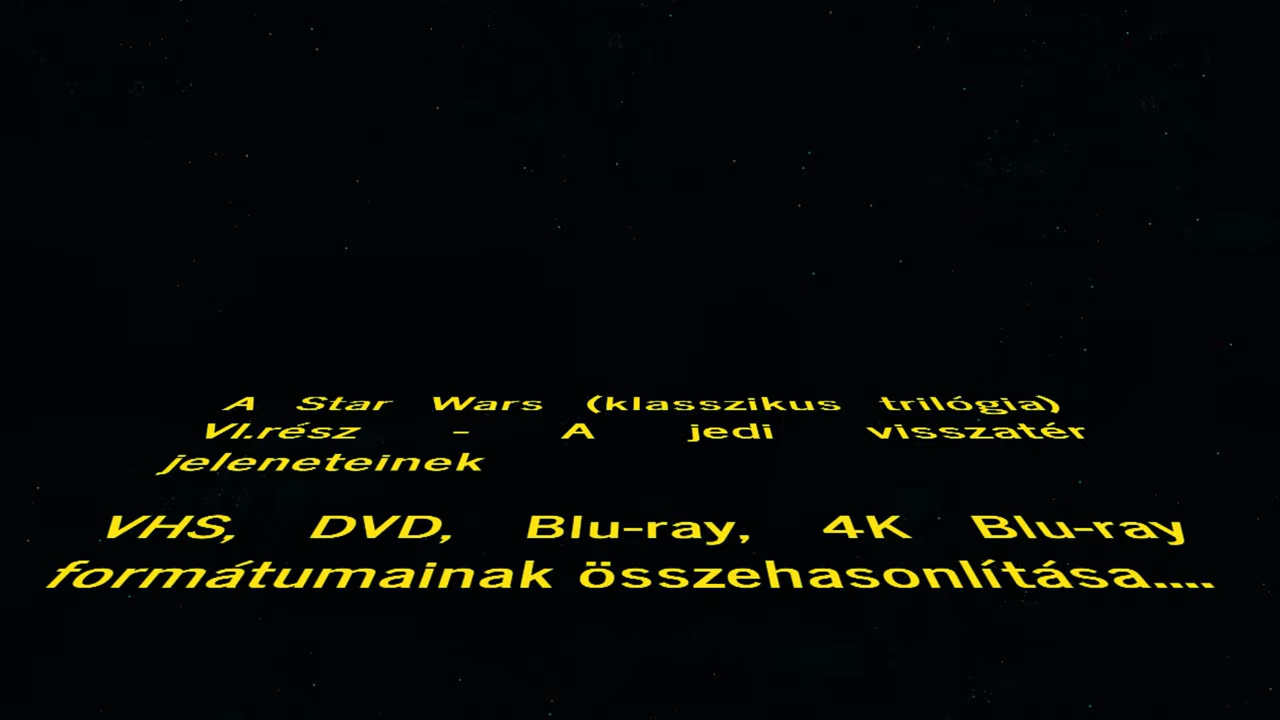 A Star Wars (klasszikus trilógia)
VI.rész - A jedi visszatér
jeleneteinek
VHS, DVD, Blu-ray, 4K Blu-ray
formátumainak összehasonlítása....